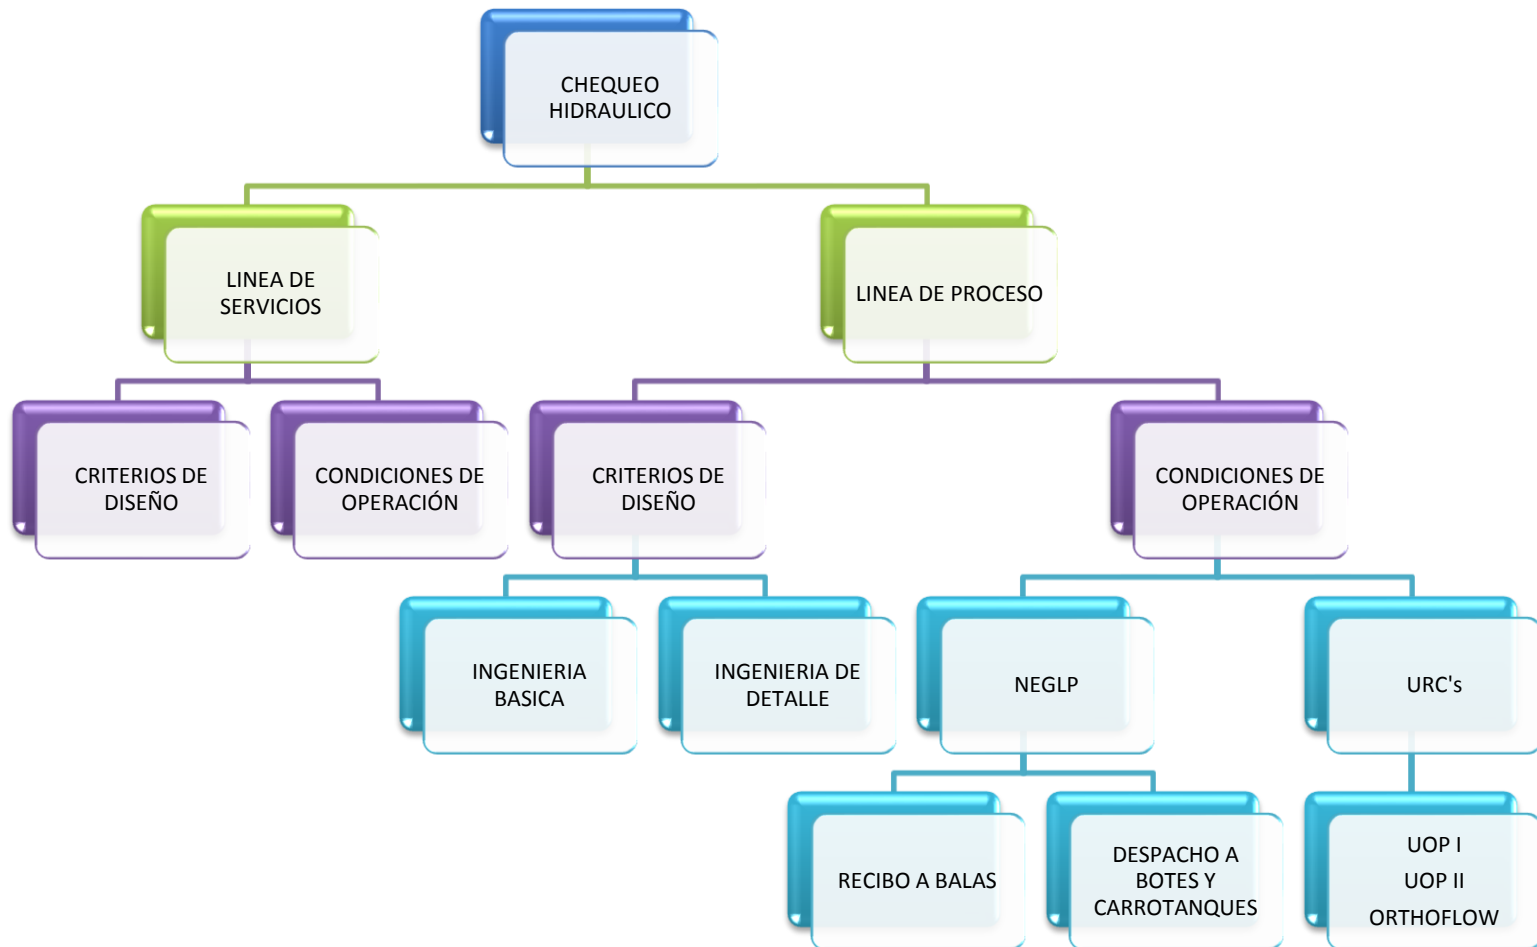 CHEQUEO
HIDRAULICO
LINEA DE
SERVICIOS
LINEA DE PROCESO
CRITERIOS DE
DISEÑO
CONDICIONES DE
OPERACIÓN
CRITERIOS DE
DISEÑO
CONDICIONES DE
OPERACIÓN
INGENIERIA
BASICA
INGENIERIA DE
DETALLE
NEGLP
URC's
RECIBO A BALAS
DESPACHO A
BOTES Y
CARROTANQUES
UOP I
UOP II
ORTHOFLOW